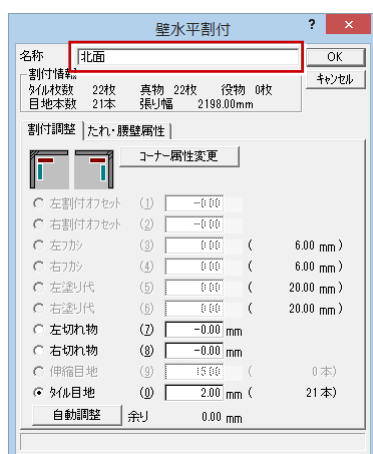 壁水平割付 ? ×
名称 北面 OK
割付情報 キャンセル
タイル枚数 22枚 真物 22枚 役物 0枚
目地本数 21本 張り幅 2198.00mm
割付調整 たれ・腰壁属性
コーナー属性変更
左割付オフセット (1) -0.00
右割付オフセット (2) -0.00
左フカシ (3) 0.00 ( 6.00 mm )
右フカシ (4) 0.00 ( 6.00 mm )
左塗り代 (5) 0.00 ( 20.00 mm )
右塗り代 (6) 0.00 ( 20.00 mm )
左切れ物 (7) -0.00 mm
右切れ物 (8) -0.00 mm
伸縮目地 (9) 15.00 ( 0 本)
タイル目地 (0) 2.00 mm ( 21 本)
自動調整 余り 0.00 mm